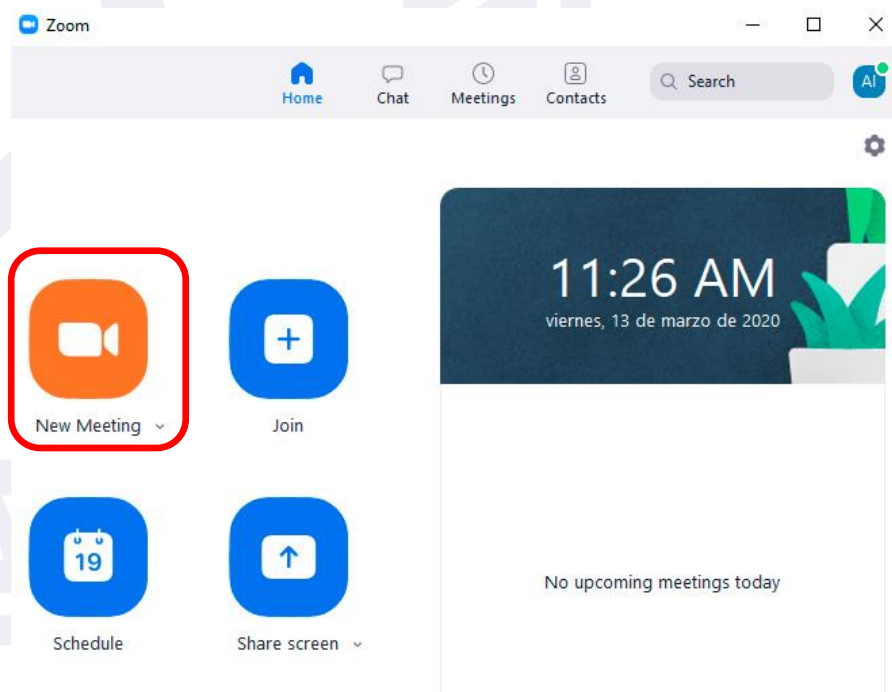 Zoom
Home
Chat
Meetings
Contacts
Search
AI
11:26 AM
viernes, 13 de marzo de 2020
New Meeting
Join
19
Schedule
Share screen
No upcoming meetings today